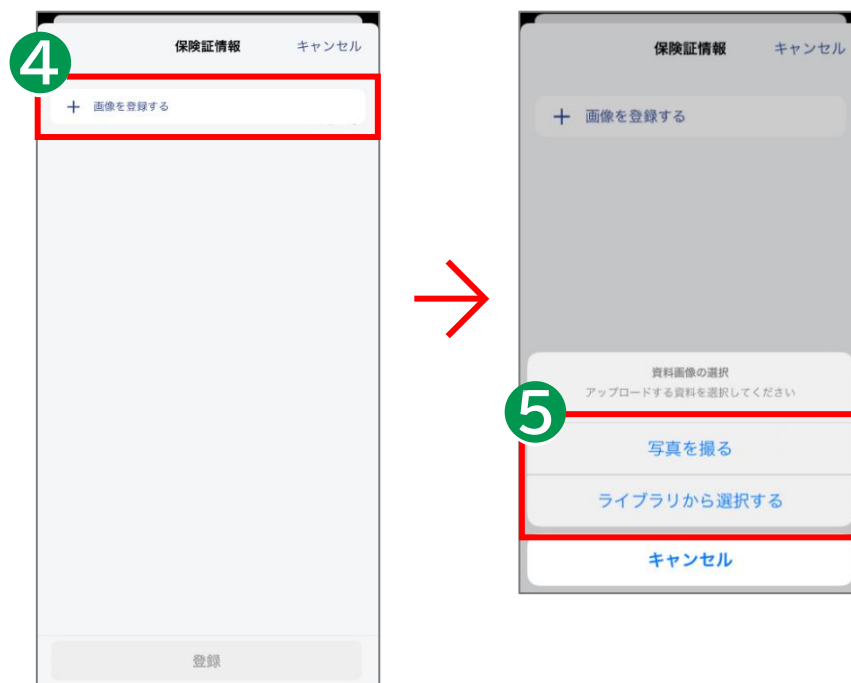 4
保険証情報 キャンセル
＋ 画像を登録する
登録
保険証情報 キャンセル
＋ 画像を登録する
資料画像の選択
アップロードする資料を選択してください
5
写真を撮る
ライブラリから選択する
キャンセル